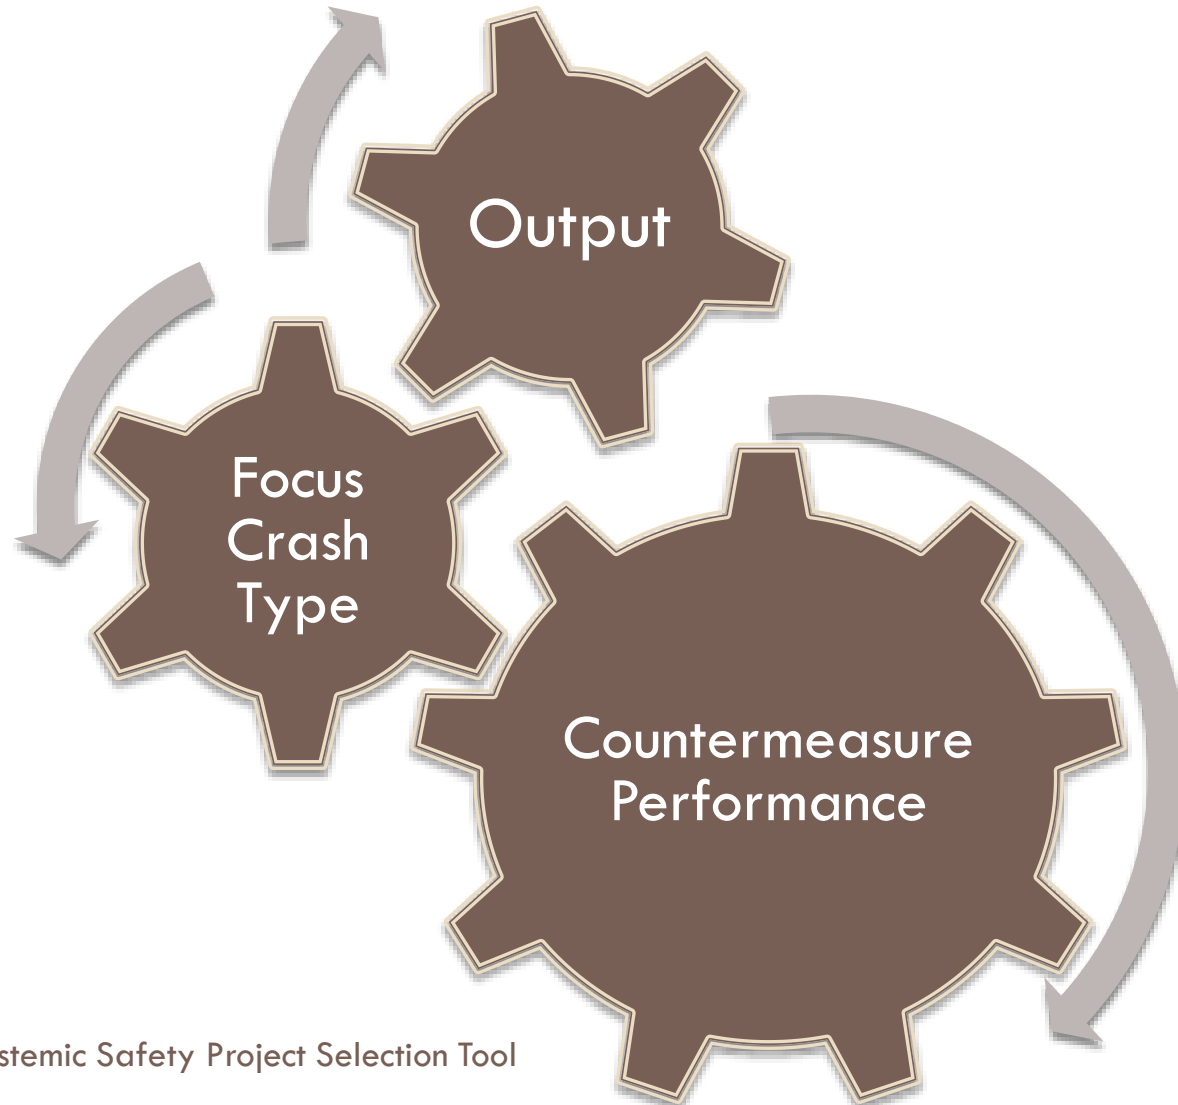 Output
Focus
Crash
Type
Countermeasure
Performance
stemic Safety Project Selection Tool